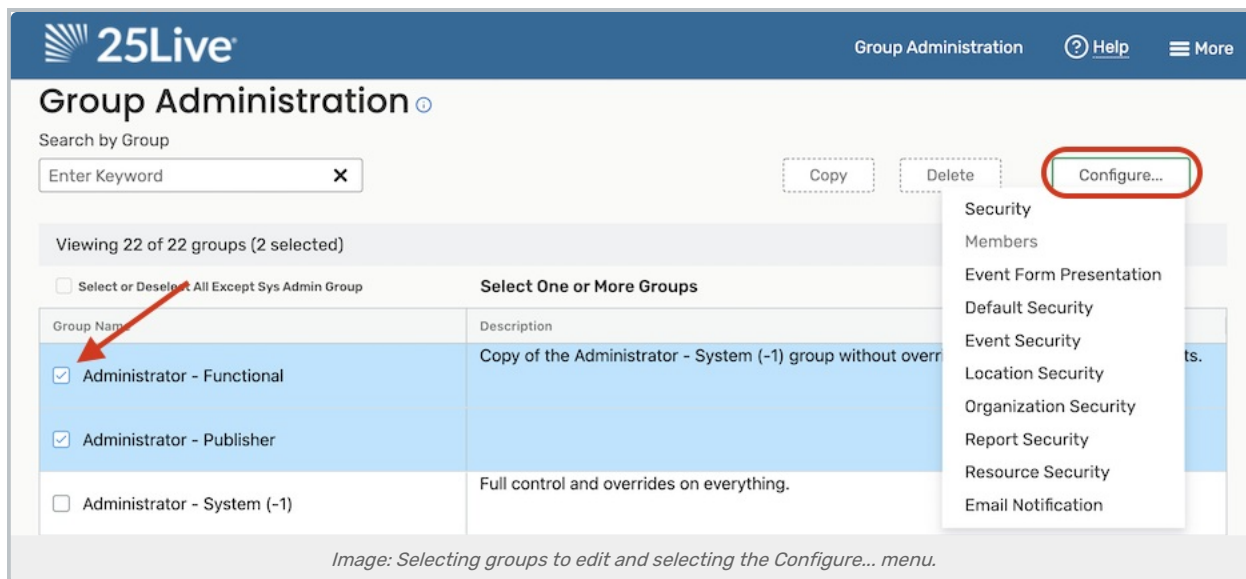 25Live
Group Administration
Help
More
Group Administration
Search by Group
Enter Keyword
Copy
Delete
Configure...
Security
Members
Event Form Presentation
Default Security
Event Security
Location Security
Organization Security
Report Security
Resource Security
Email Notification
Viewing 22 of 22 groups (2 selected)
Select or Deselect All Except Sys Admin Group
Select One or More Groups
Group Name
Description
Administrator - Functional
Copy of the Administrator - System (-1) group without ts.
Administrator - Publisher
Administrator - System (-1)
Full control and overrides on everything.
Image: Selecting groups to edit and selecting the Configure... menu.